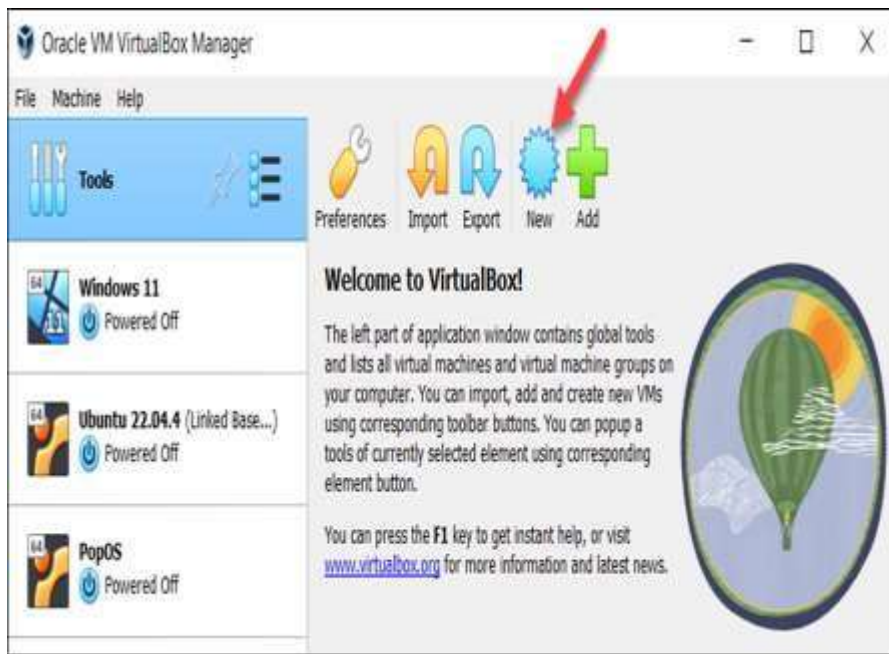 Oracle VM VirtualBox Manager
File Machine Help
Tools
Preferences Import Export New Add
64
Windows 11
Powered Off
64
Ubuntu 22.04.4 (Linked Base...)
Powered Off
64
PopOS
Powered Off
Welcome to VirtualBox!
The left part of application window contains global tools
and lists all virtual machines and virtual machine groups on
your computer. You can import, add and create new VMs
using corresponding toolbar buttons. You can popup a
tools of currently selected element using corresponding
element button.
You can press the F1 key to get instant help, or visit
www.virtualbox.org for more information and latest news.